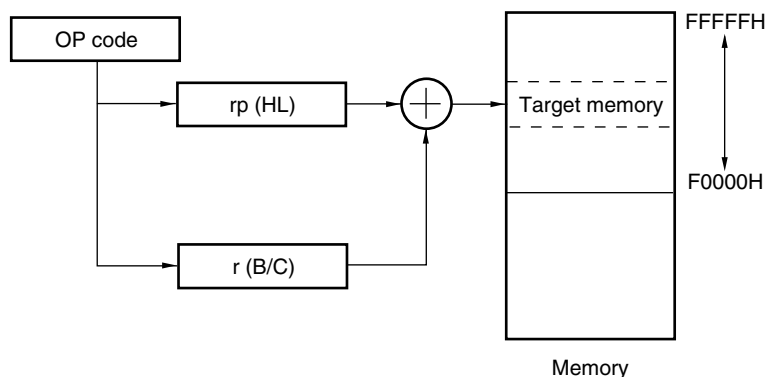 OP code
rp (HL)
r (B/C)
Target memory
FFFFFH
F0000H
Memory